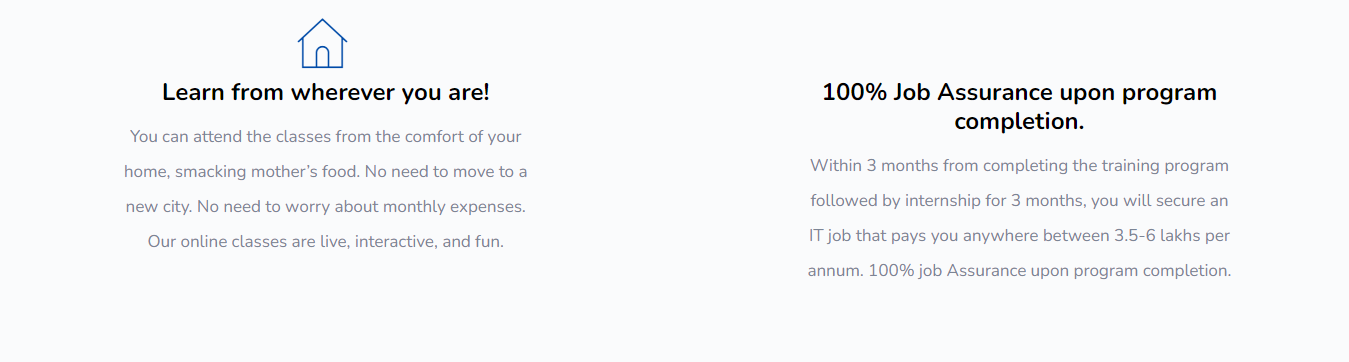 Learn from wherever you are!
You can attend the classes from the comfort of your
home, smacking mother’s food. No need to move to a
new city. No need to worry about monthly expenses.
Our online classes are live, interactive, and fun.
100% Job Assurance upon program
completion.
Within 3 months from completing the training program
followed by internship for 3 months, you will secure an
IT job that pays you anywhere between 3.5-6 lakhs per
annum. 100% job Assurance upon program completion.